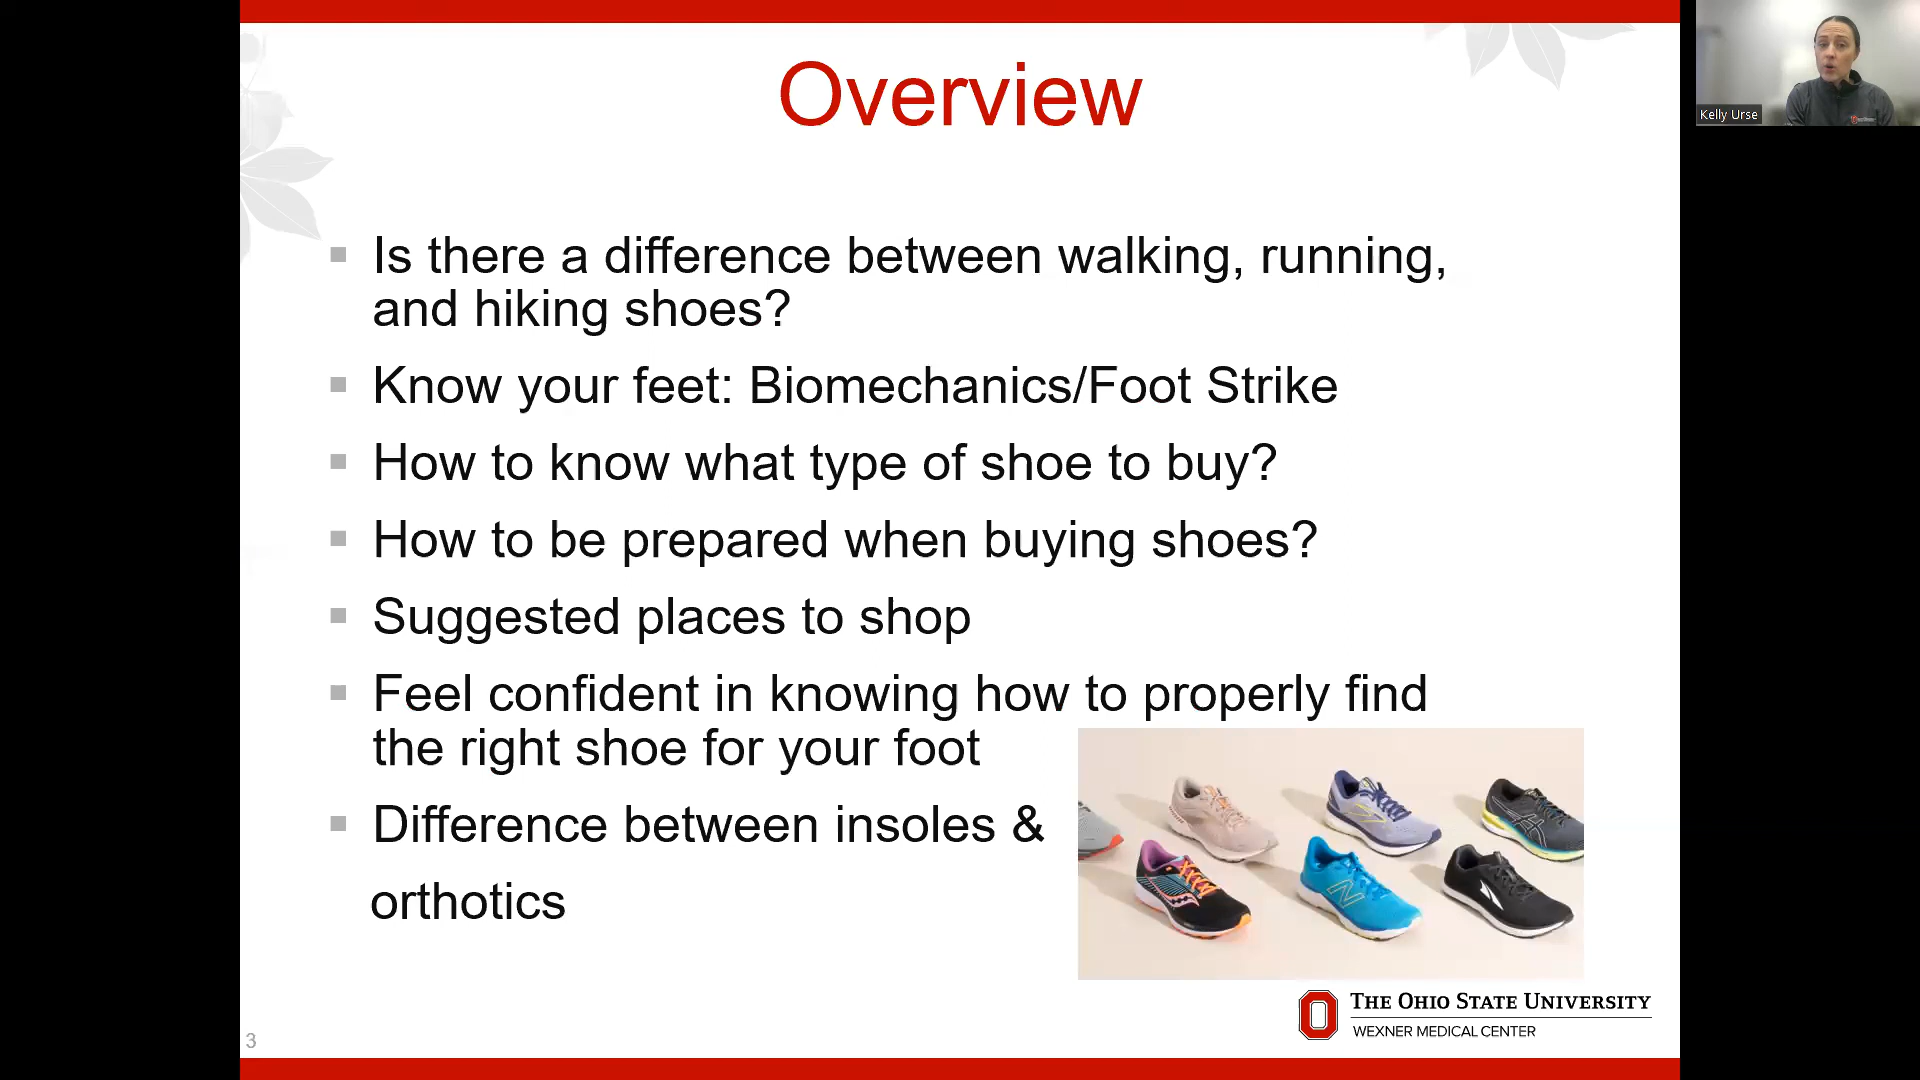 Overview
Kelly Urse
Is there a difference between walking, running,
and hiking shoes?
Know your feet: Biomechanics/Foot Strike
How to know what type of shoe to buy?
How to be prepared when buying shoes?
Suggested places to shop
Feel confident in knowing how to properly find
the right shoe for your foot
Difference between insoles &
orthotics
THE OHIO STATE UNIVERSITY
WEXNER MEDICAL CENTER
3